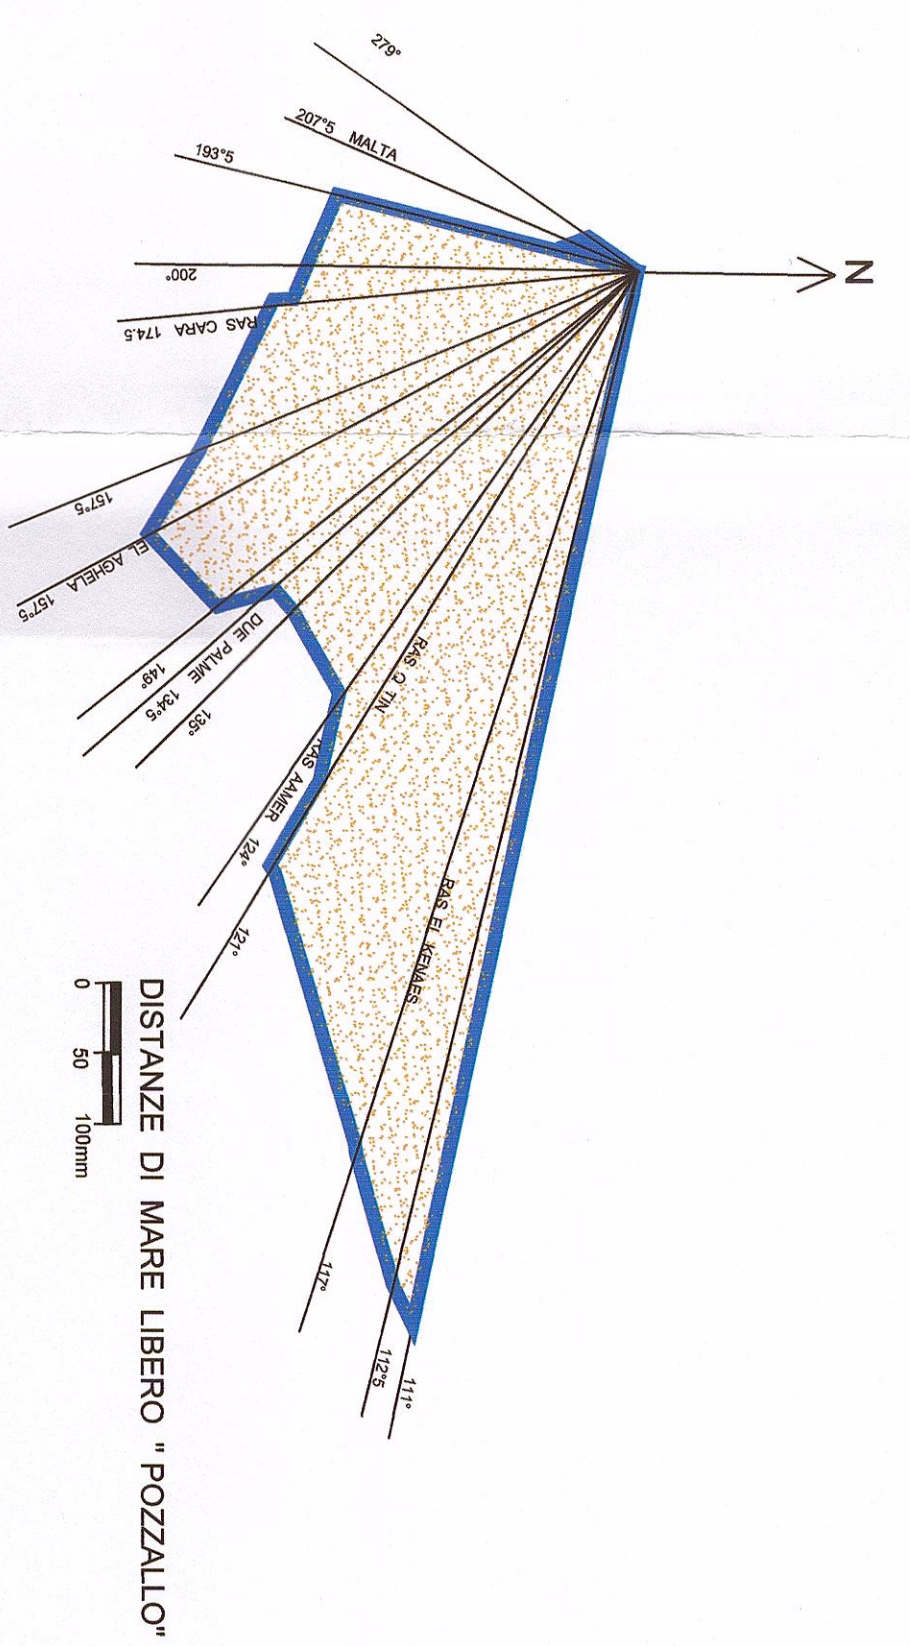 N
279°
207°5 MALTA
193°5
200°
RAS CARA 174.5
157°5
EL AGHELA 157°5
149°
DUE PALME 134°5
135°
RAS AAMER 124°
RAS Q TIN
121°
RAS EL KENAES
117°
112°5
111°
DISTANZE DI MARE LIBERO " POZZALLO"
0 50 100mm